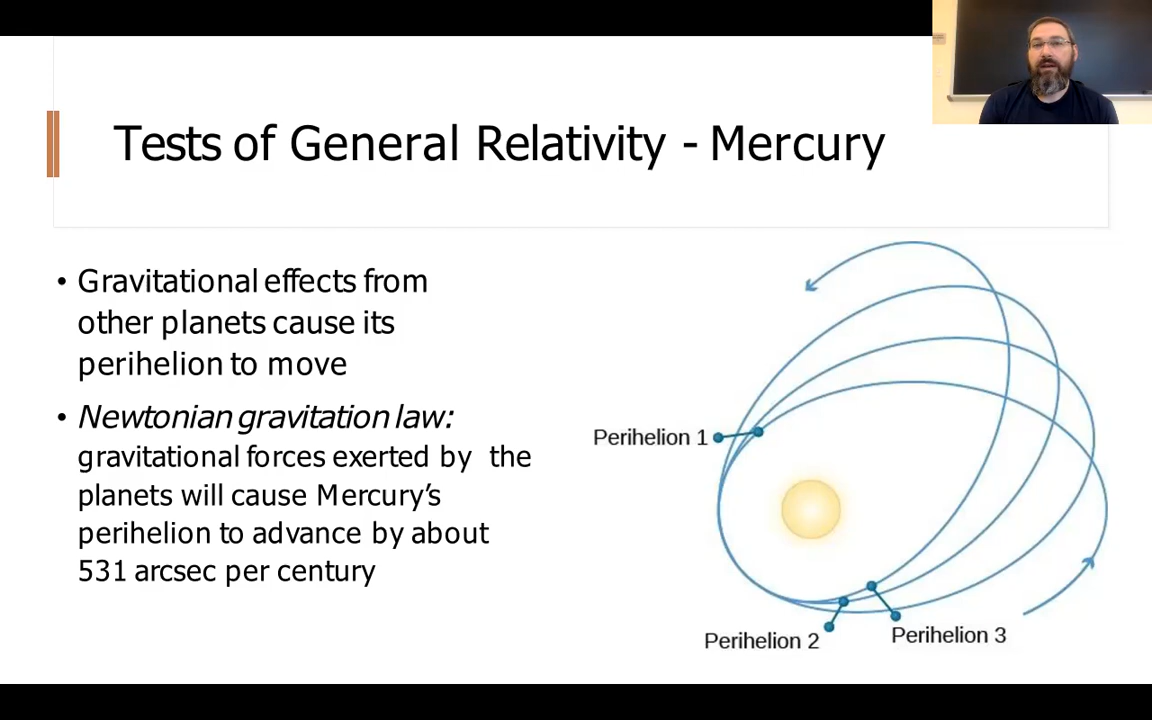 Tests of General Relativity - Mercury
• Gravitational effects from
other planets cause its
perihelion to move
• Newtonian gravitation law:
gravitational forces exerted by the
planets will cause Mercury’s
perihelion to advance by about
531 arcsec per century
Perihelion 1
Perihelion 2
Perihelion 3